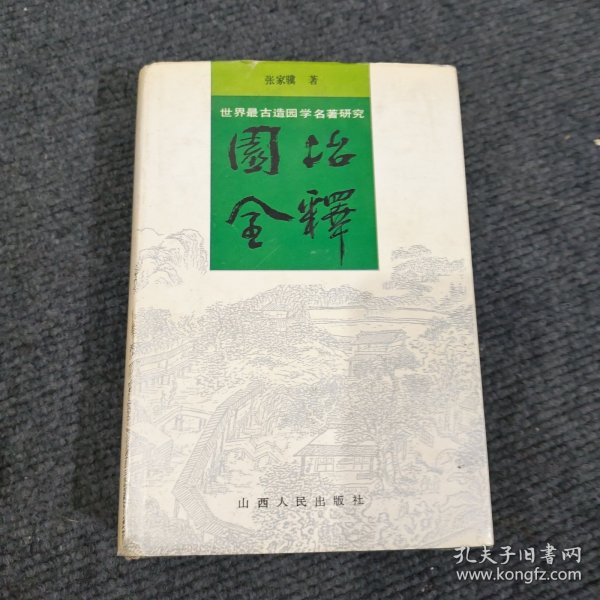 张家骥 著
世界最古造园学名著研究
園冶
全釋
山西人民出版社
孔夫子旧书网
www.kongfz.com